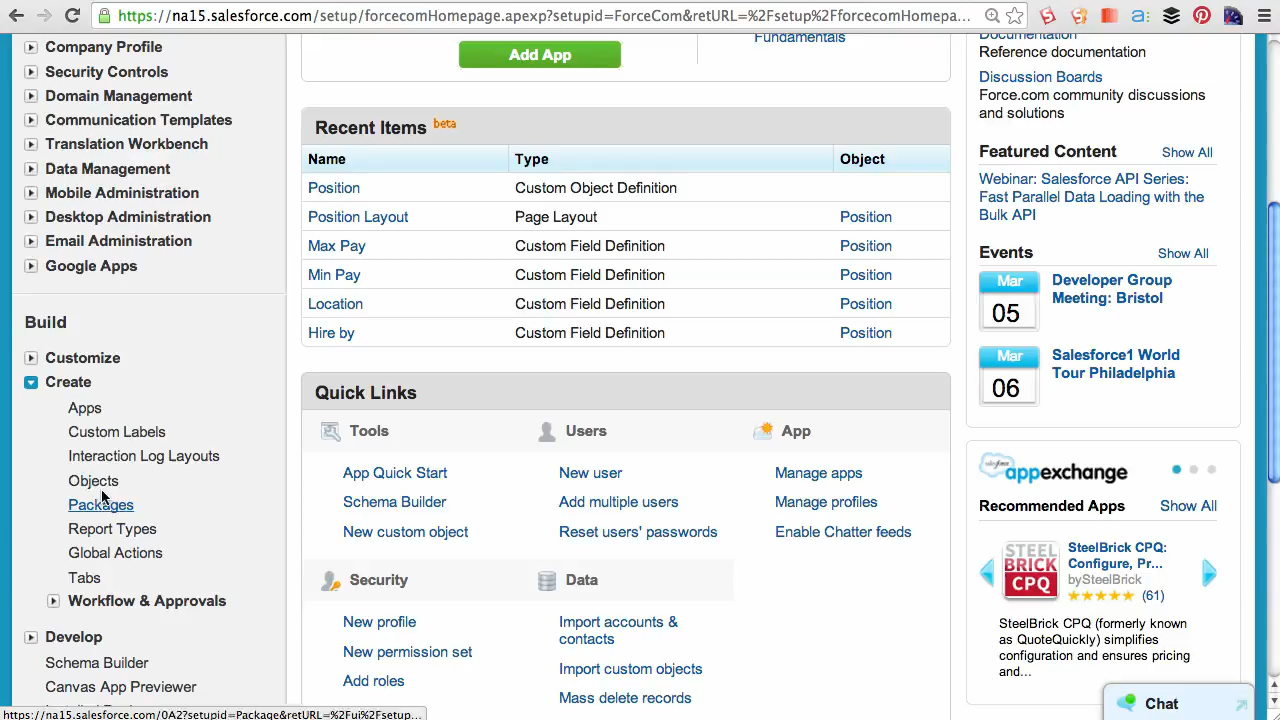 https://na15.salesforce.com/setup/forcecomHomepage.apexp?setupid=ForceCom&retURL=%2Fsetup%2FforcecomHomepa...
Company Profile
Security Controls
Domain Management
Communication Templates
Translation Workbench
Data Management
Mobile Administration
Desktop Administration
Email Administration
Google Apps
Build
Customize
Create
Apps
Custom Labels
Interaction Log Layouts
Objects
Packages
Report Types
Global Actions
Tabs
Workflow & Approvals
Develop
Schema Builder
Canvas App Previewer
Add App
Fundamentals
Recent Items beta
Name Type Object
Position Custom Object Definition
Position Layout Page Layout Position
Max Pay Custom Field Definition Position
Min Pay Custom Field Definition Position
Location Custom Field Definition Position
Hire by Custom Field Definition Position
Quick Links
Tools
App Quick Start
Schema Builder
New custom object
Users
New user
Add multiple users
Reset users' passwords
App
Manage apps
Manage profiles
Enable Chatter feeds
Security
New profile
New permission set
Add roles
Data
Import accounts &
contacts
Import custom objects
Mass delete records
Documentation
Reference documentation
Discussion Boards
Force.com community discussions
and solutions
Featured Content Show All
Webinar: Salesforce API Series:
Fast Parallel Data Loading with the
Bulk API
Events Show All
Mar
05
Developer Group
Meeting: Bristol
Mar
06
Salesforce1 World
Tour Philadelphia
salesforce
appexchange
Recommended Apps Show All
STEEL
BRICK
CPQ
SteelBrick CPQ:
Configure, Pr...
bySteelBrick
(61)
SteelBrick CPQ (formerly known
as QuoteQuickly) simplifies
configuration and ensures pricing
and...
Chat
https://na15.salesforce.com/0A2?setupid=Package&retURL=%2Fui%2Fsetup...